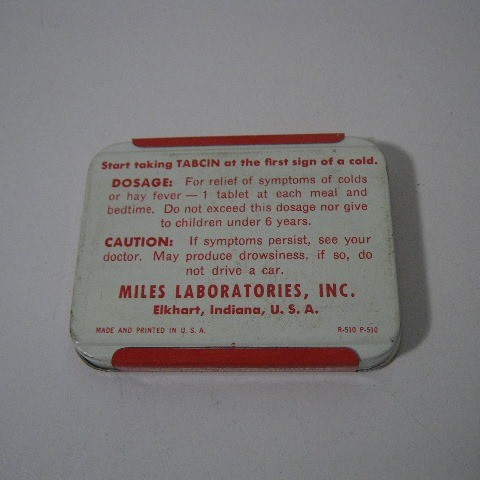 Start taking TABCIN at the first sign of a cold.
DOSAGE: For relief of symptoms of colds
or hay fever — 1 tablet at each meal and
bedtime. Do not exceed this dosage nor give
to children under 6 years.
CAUTION: If symptoms persist, see your
doctor. May produce drowsiness, if so, do
not drive a car.
MILES LABORATORIES, INC.
Elkhart, Indiana, U. S. A.
MADE AND PRINTED IN U. S. A. R-510 P-510